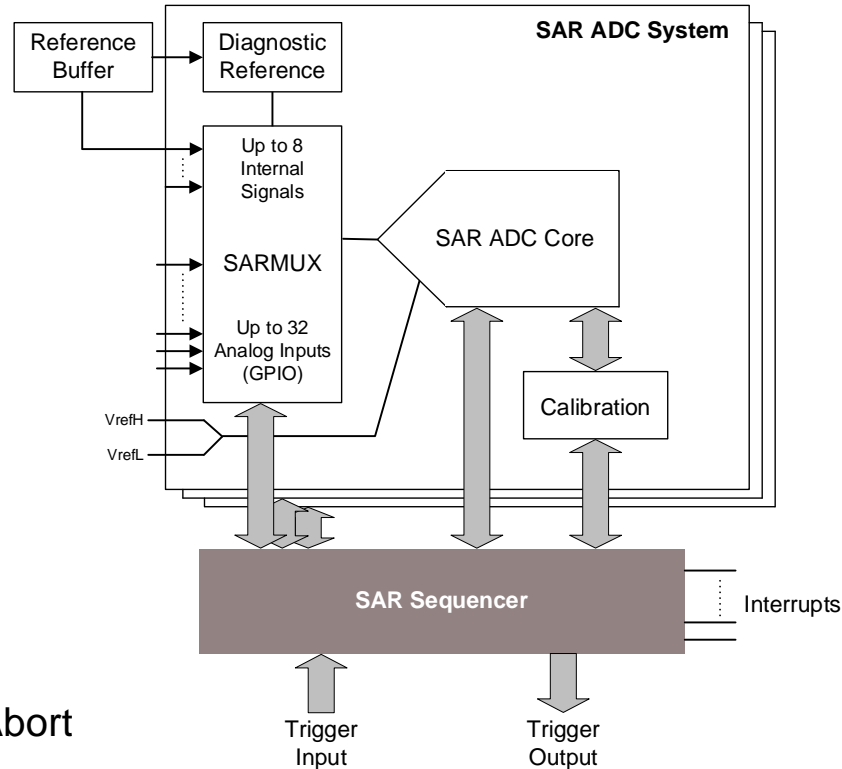 SAR ADC System
Reference
Buffer
Diagnostic
Reference
Up to 8
Internal
Signals
SARMUX
Up to 32
Analog Inputs
(GPIO)
SAR ADC Core
Calibration
VrefH
VrefL
SAR Sequencer
Interrupts
Trigger
Input
Trigger
Output